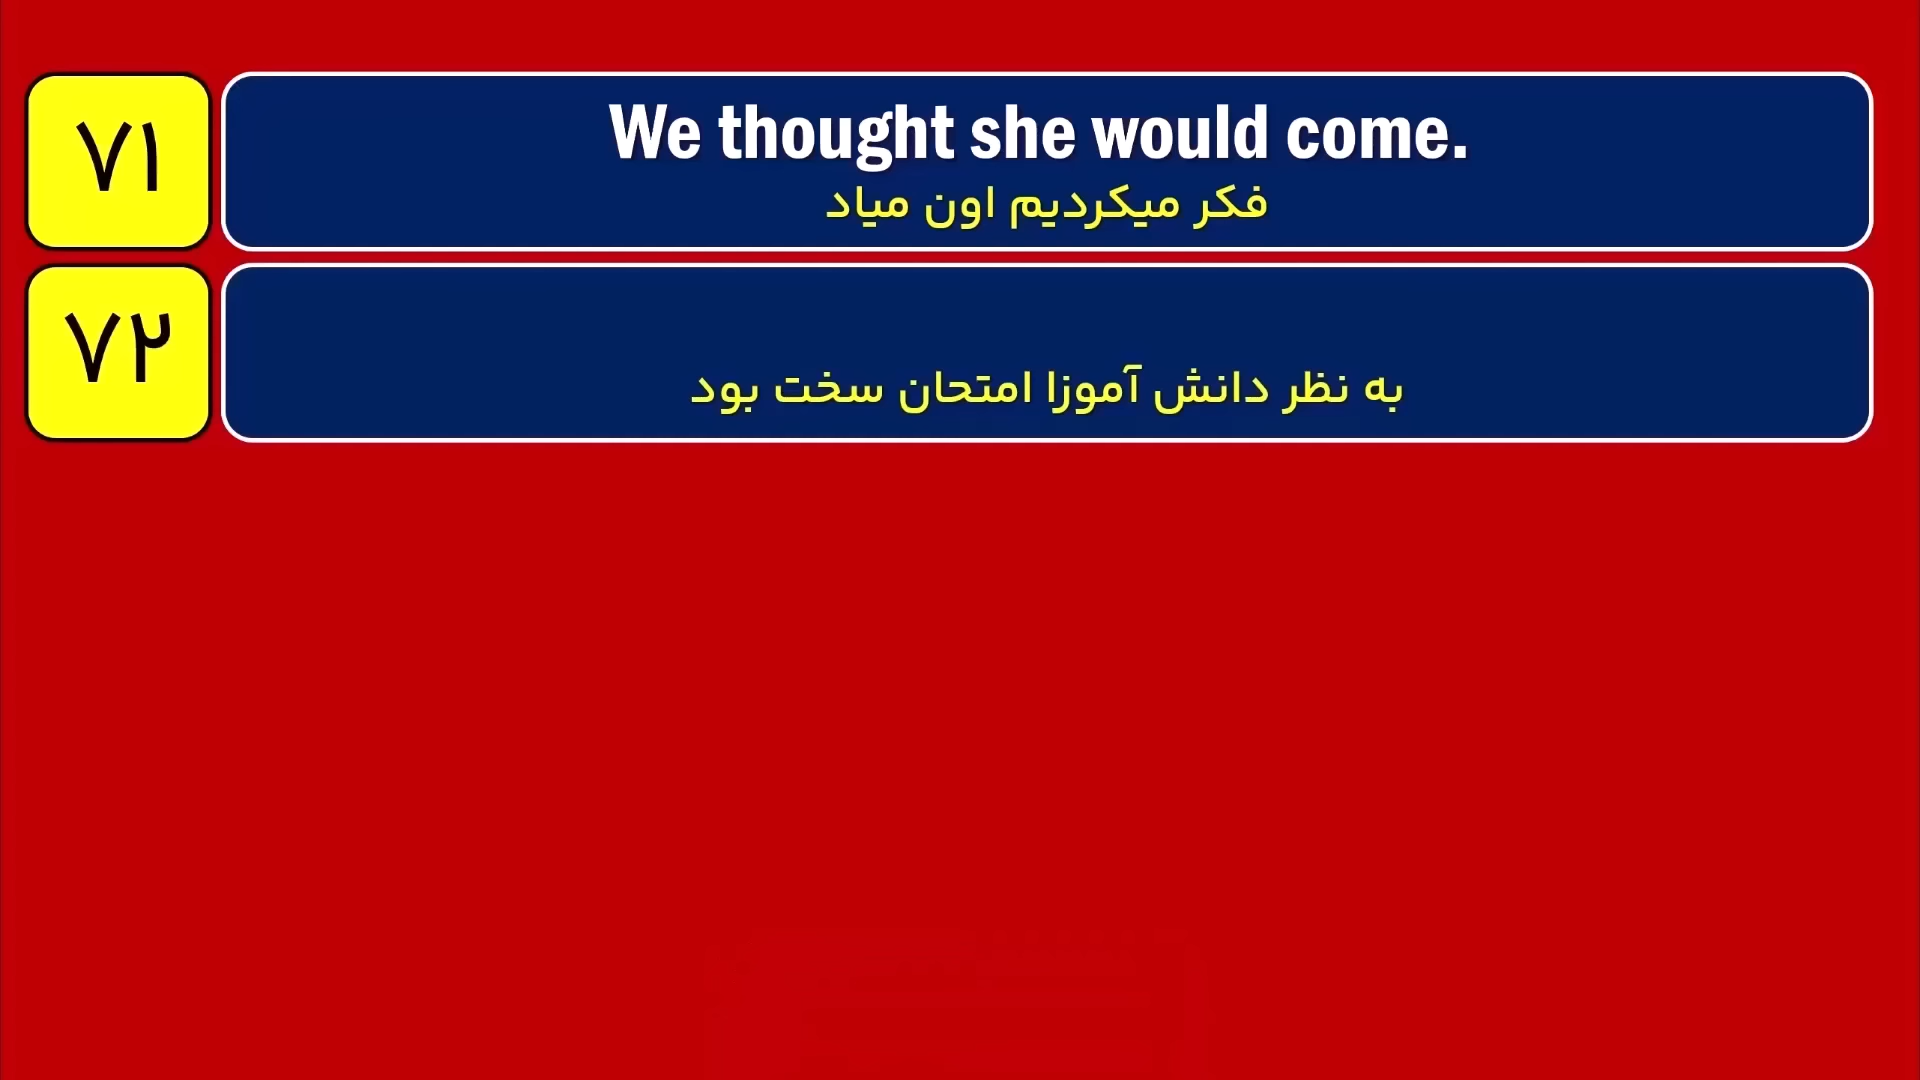 ۷۱
We thought she would come.
فکر میکردیم اون میاد
۷۲
به نظر دانش آموزا امتحان سخت بود